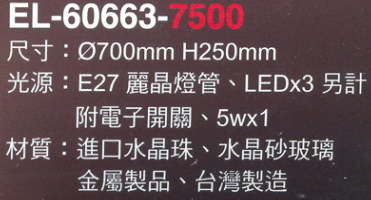 EL-60663-7500
尺寸：Ø700mm H250mm
光源：E27 麗晶燈管、LEDx3 另計
附電子開關、5wx1
材質：進口水晶珠、水晶砂玻璃
金屬製品、台灣製造